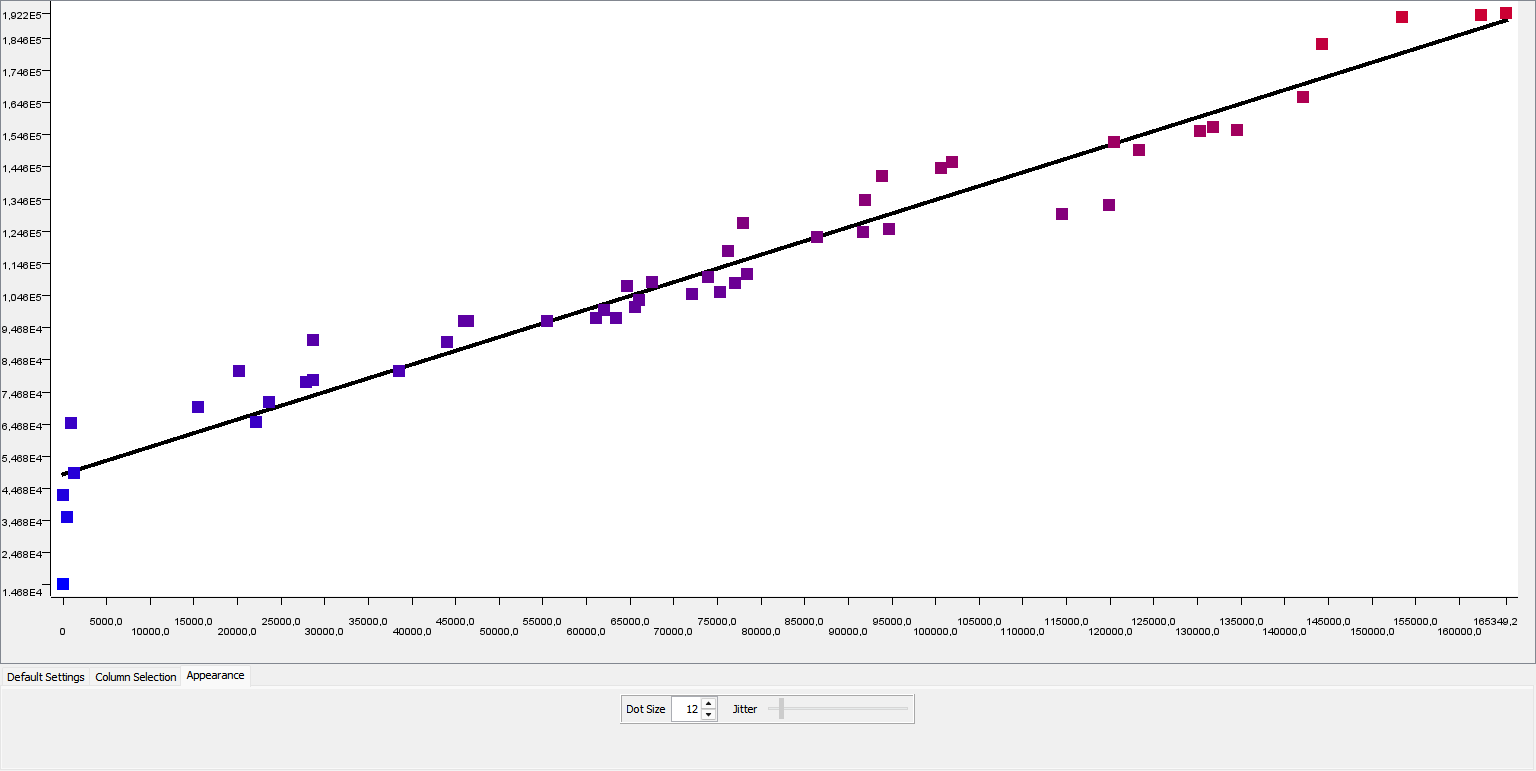 1,922E5
1,846E5
1,746E5
1,646E5
1,546E5
1,446E5
1,346E5
1,246E5
1,146E5
1,046E5
9,468E4
8,468E4
7,468E4
6,468E4
5,468E4
4,468E4
3,468E4
2,468E4
1,468E4
5000,0 15000,0 25000,0 35000,0 45000,0 55000,0 65000,0 75000,0 85000,0 95000,0 105000,0 115000,0 125000,0 135000,0 145000,0 155000,0 165349,2
0 10000,0 20000,0 30000,0 40000,0 50000,0 60000,0 70000,0 80000,0 90000,0 100000,0 110000,0 120000,0 130000,0 140000,0 150000,0 160000,0
Default Settings Column Selection Appearance
Dot Size 12 Jitter